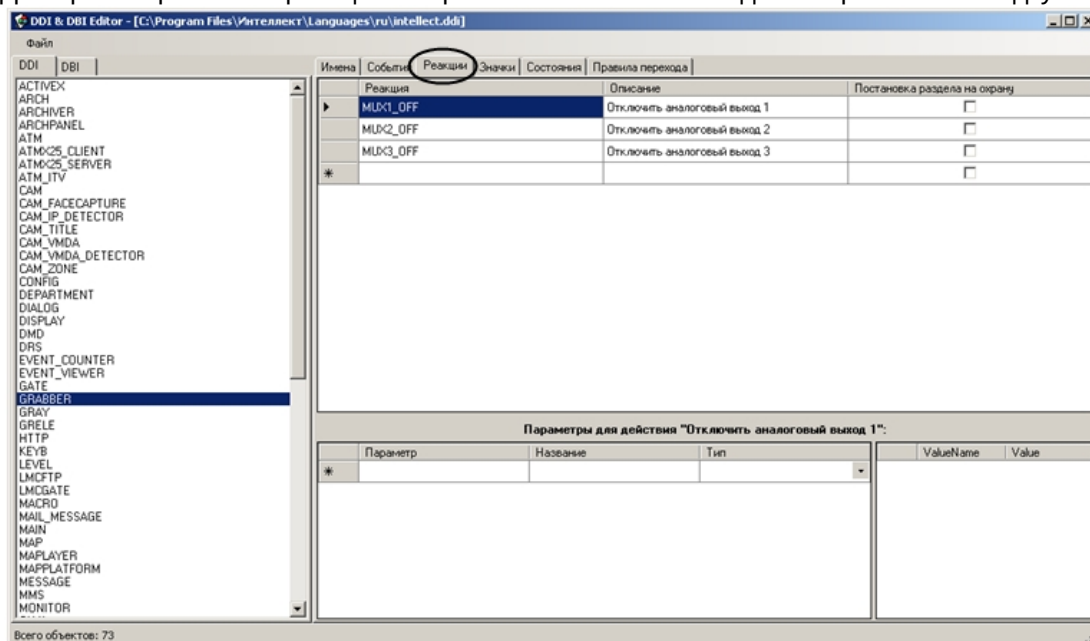 DDI & DBI Editor - [C:\Program Files\Интеллект\Languages\ru\intellect.ddi]
Файл
DDI DBI
Имена События Реакции Значки Состояния Правила перехода
ACTIVEX
ARCH
ARCHIVER
ARCHPANEL
ATM
ATMX25_CLIENT
ATMX25_SERVER
ATM_ITV
CAM
CAM_FACECAPTURE
CAM_IP_DETECTOR
CAM_TITLE
CAM_VMDA
CAM_VMDA_DETECTOR
CAM_ZONE
CONFIG
DEPARTMENT
DIALOG
DISPLAY
DMD
DRS
EVENT_COUNTER
EVENT_VIEWER
GATE
GRABBER
GRAY
GRELE
HTTP
KEYB
LEVEL
LMCFTP
LMCGATE
MACRO
MAIL_MESSAGE
MAIN
MAP
MAPLAYER
MAPPLATFORM
MESSAGE
MMS
MONITOR
Реакция Описание Постановка раздела на охрану
MUX1_OFF Отключить аналоговый выход 1
MUX2_OFF Отключить аналоговый выход 2
MUX3_OFF Отключить аналоговый выход 3
Параметры для действия "Отключить аналоговый выход 1":
Параметр Название Тип ValueName Value
Всего объектов: 73